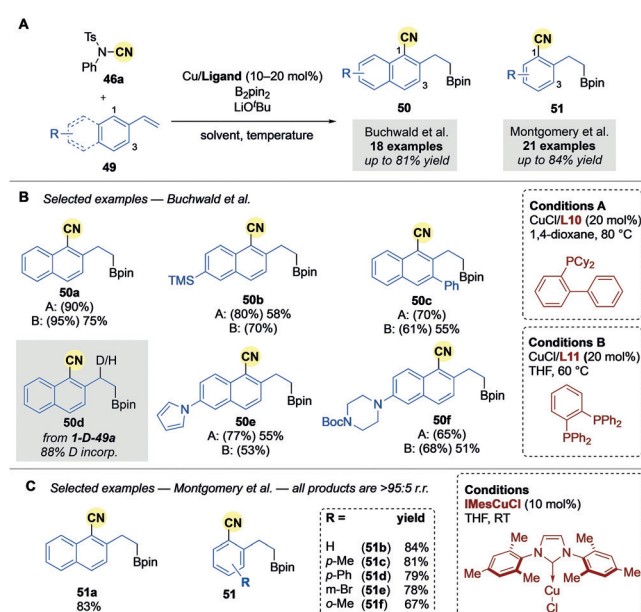 A
Ts
N—CN
Ph
46a
+
R
1
3
49
Cu/Ligand (10–20 mol%)
B2pin2
LiOtBu
solvent, temperature
CN
1
R
3
Bpin
50
Buchwald et al.
18 examples
up to 81% yield
CN
1
R
3
Bpin
51
Montgomery et al.
21 examples
up to 84% yield
B Selected examples — Buchwald et al.
CN
Bpin
50a
A: (90%)
B: (95%) 75%
CN
TMS
Bpin
50b
A: (80%) 58%
B: (70%)
CN
Ph
Bpin
50c
A: (70%)
B: (61%) 55%
CN
D/H
Bpin
50d
from 1-D-49a
88% D incorp.
CN
N
Bpin
50e
A: (77%) 55%
B: (53%)
CN
N
BocN
Bpin
50f
A: (65%)
B: (68%) 51%
Conditions A
CuCl/L10 (20 mol%)
1,4-dioxane, 80 °C
PCy2
Conditions B
CuCl/L11 (20 mol%)
THF, 60 °C
PPh2
PPh2
C Selected examples — Montgomery et al. — all products are >95:5 r.r.
CN
Bpin
51a
83%
CN
Bpin
R
51
R = yield
H (51b) 84%
p-Me (51c) 81%
p-Ph (51d) 79%
m-Br (51e) 78%
o-Me (51f) 67%
Conditions
IMesCuCl (10 mol%)
THF, RT
Me Me
N N
Me Me Me Me
Cu
Cl